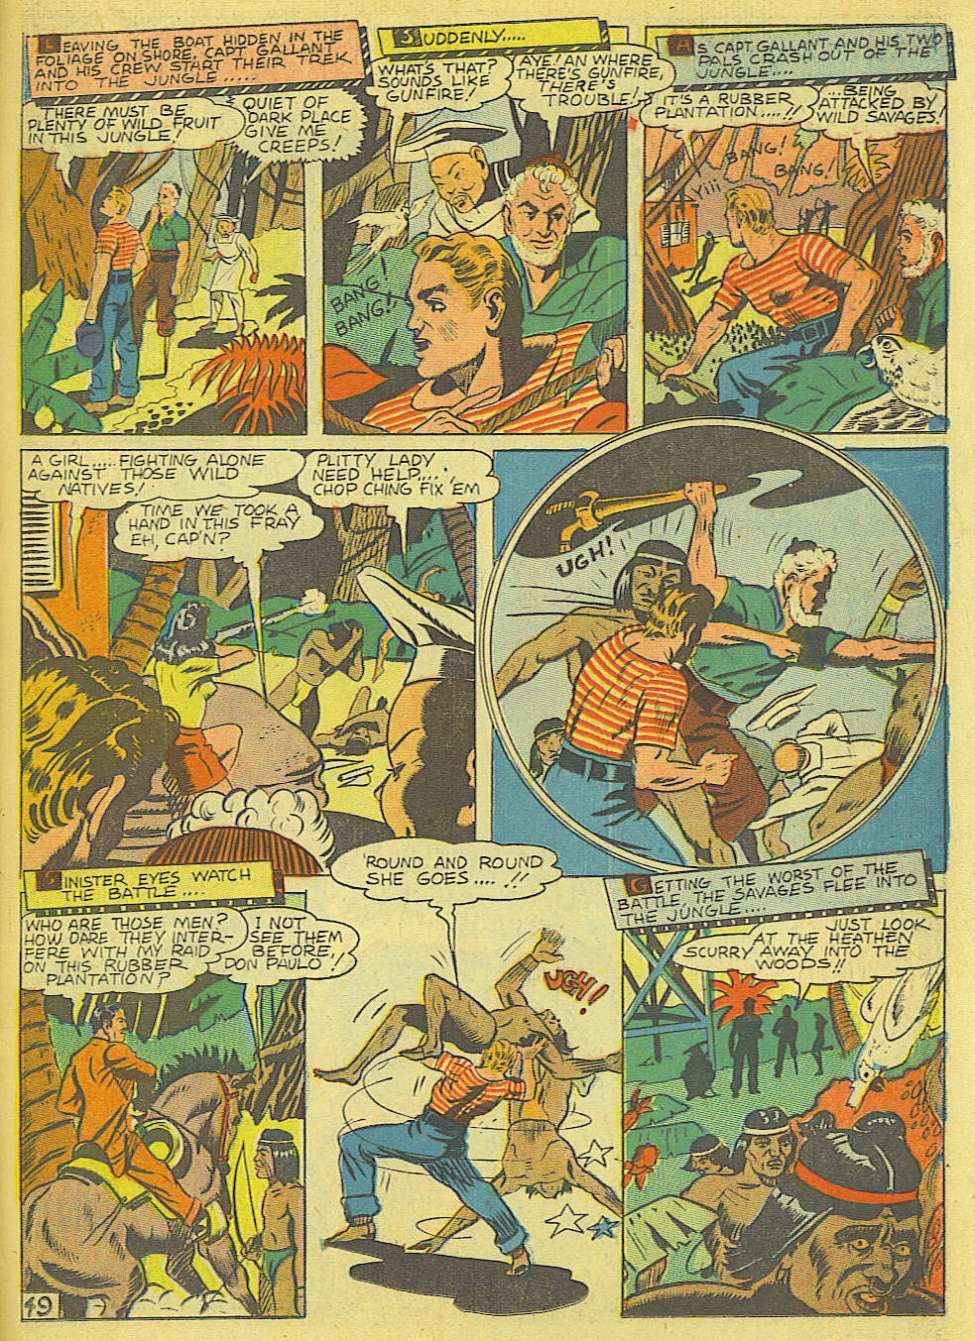 LEAVING THE BOAT HIDDEN IN THE
FOLIAGE ON SHORE, CAPT GALLANT
AND HIS CREW START THEIR TREK
INTO THE JUNGLE.....
THERE MUST BE
PLENTY OF WILD FRUIT
IN THIS JUNGLE!
QUIET OF
DARK PLACE
GIVE ME
CREEPS!
SUDDENLY.....
WHAT'S THAT?
SOUNDS LIKE
GUNFIRE!
AYE! AN WHERE
THERE'S GUNFIRE,
THERE'S
TROUBLE!
BANG!
BANG!
AS CAPT. GALLANT AND HIS TWO
PALS CRASH OUT OF THE
JUNGLE....
IT'S A RUBBER
PLANTATION....!!
...BEING
ATTACKED BY
WILD SAVAGES!
BANG!
BANG!
Yiii
A GIRL.....FIGHTING ALONE
AGAINST THOSE WILD
NATIVES!
TIME WE TOOK A
HAND IN THIS FRAY
EH, CAP'N?
PLITTY LADY
NEED HELP....
CHOP CHING FIX 'EM
UGH!
SINISTER EYES WATCH
THE BATTLE....
WHO ARE THOSE MEN?
HOW DARE THEY INTER-
FERE WITH MY RAID
ON THIS RUBBER
PLANTATION?
I NOT
SEE THEM
BEFORE,
DON PAULO!
'ROUND AND ROUND
SHE GOES....!!
UGH!
GETTING THE WORST OF THE
BATTLE, THE SAVAGES FLEE INTO
THE JUNGLE....
JUST LOOK
AT THE HEATHEN
SCURRY AWAY INTO THE
WOODS!!
49